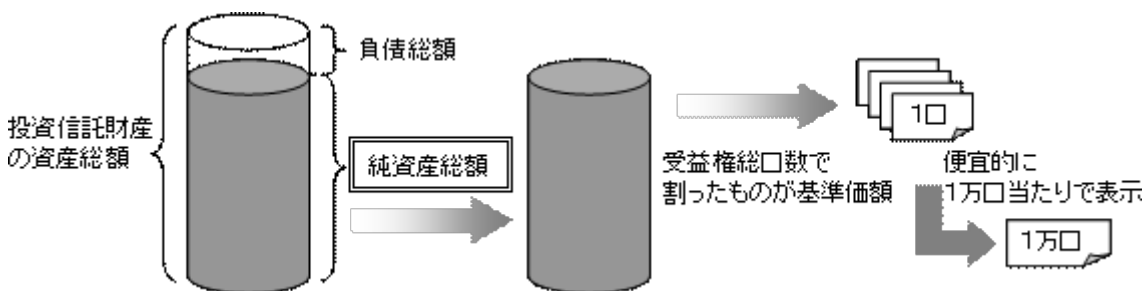 負債総額
投資信託財産
の資産総額
純資産総額
受益権総口数で
割ったものが基準価額
1口
便宜的に
1万口当たりで表示
1万口